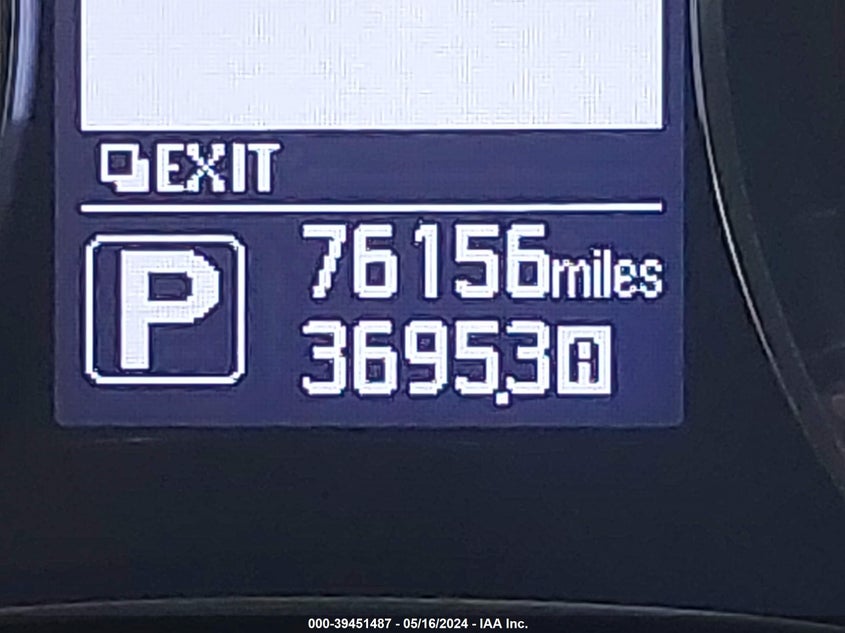 EXIT
P
76156miles
3695.3A
000-39451487 - 05/16/2024 - IAA Inc.